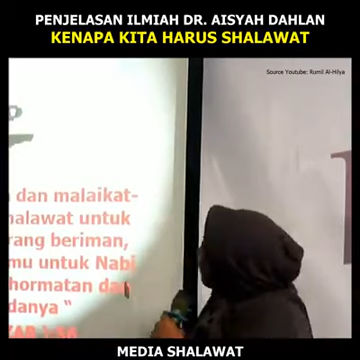 PENJELASAN ILMIAH DR. AISYAH DAHLAN
KENAPA KITA HARUS SHALAWAT
Source Youtube: Rumil Al-Hilya
dan malaikat-
halawat untuk
rang beriman,
mu untuk Nabi
hormatan dan
danya "
MEDIA SHALAWAT